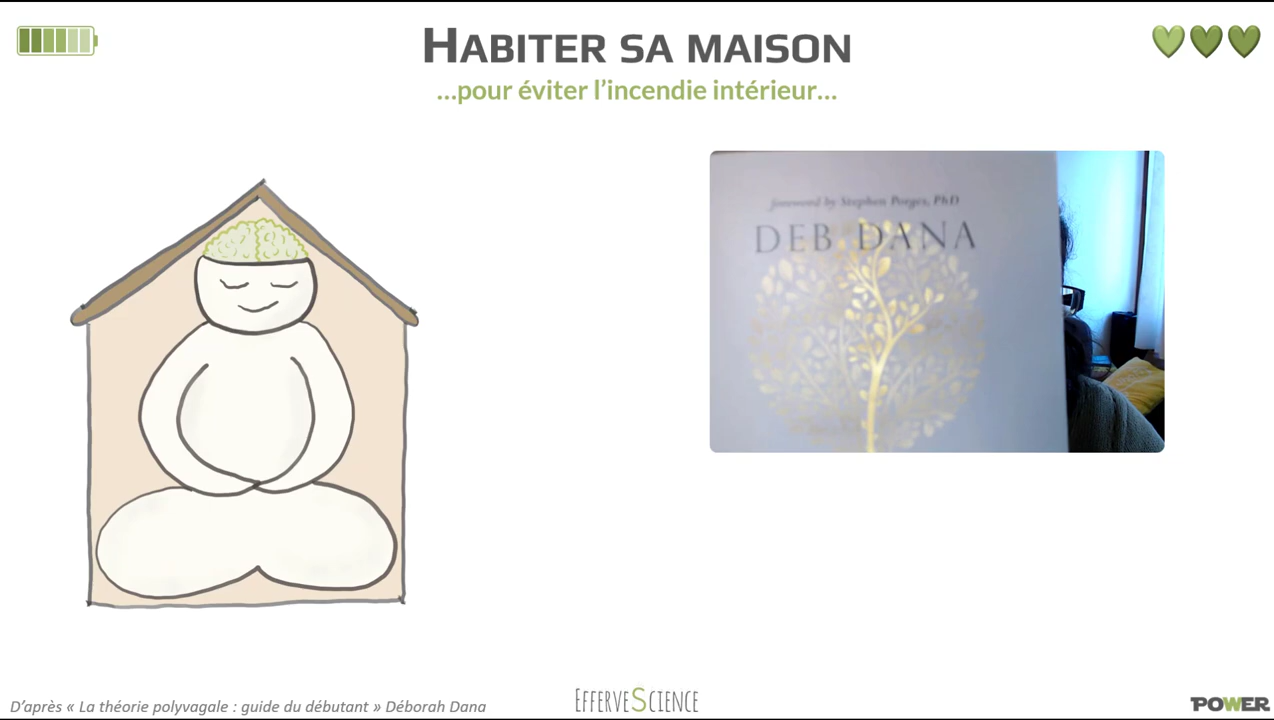 HABITER SA MAISON
...pour éviter l'incendie intérieur...
foreword by Stephen Porges, PhD
DEB DANA
D'après « La théorie polyvagale : guide du débutant » Déborah Dana
EFFERVESCIENCE
POWER